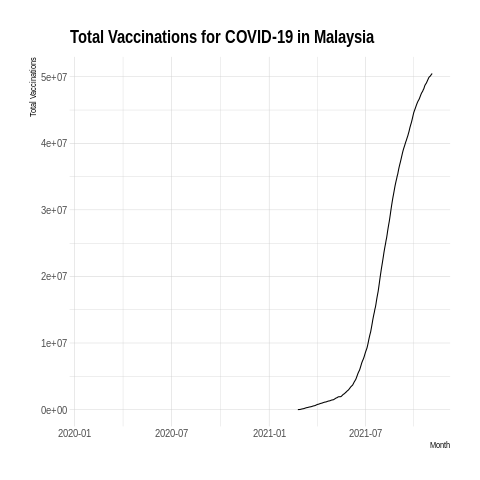 Total Vaccinations for COVID-19 in Malaysia
Total Vaccinations
5e+07
4e+07
3e+07
2e+07
1e+07
0e+00
2020-01 2020-07 2021-01 2021-07
Month